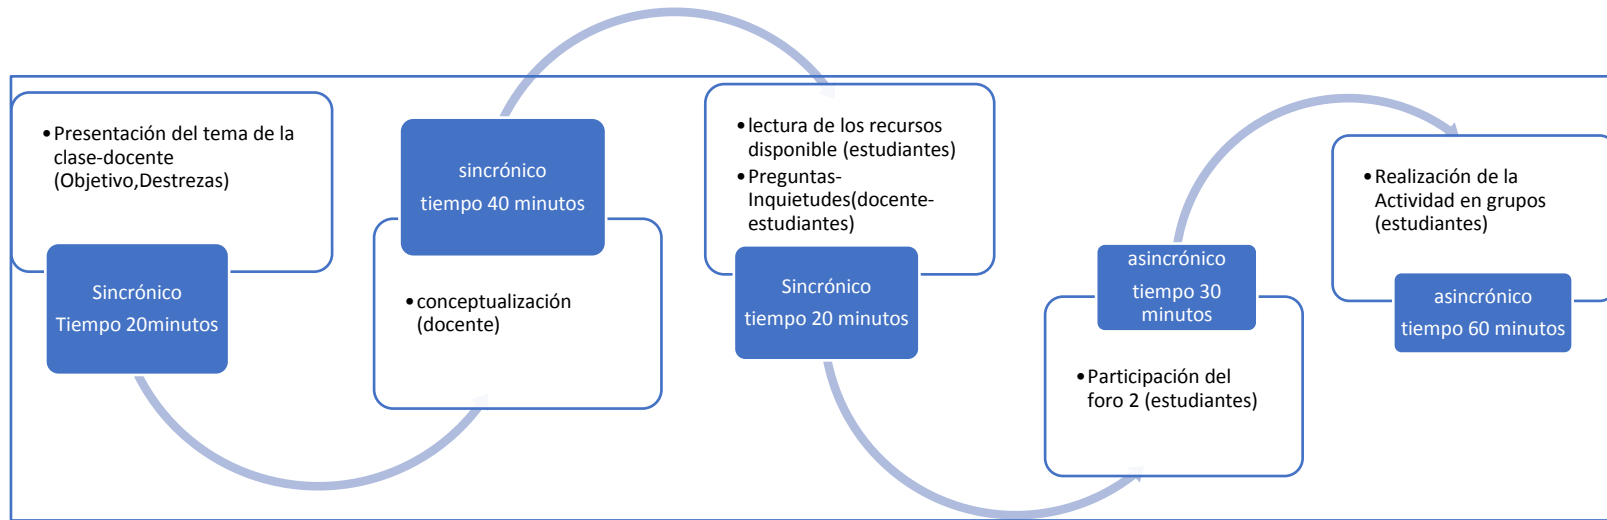 •Presentación del tema de la
clase-docente
(Objetivo,Destrezas)
Sincrónico
Tiempo 20minutos
sincrónico
tiempo 40 minutos
•conceptualización
(docente)
•lectura de los recursos
disponible (estudiantes)
•Preguntas-
Inquietudes(docente-
estudiantes)
Sincrónico
tiempo 20 minutos
asincrónico
tiempo 30
minutos
•Participación del
foro 2 (estudiantes)
•Realización de la
Actividad en grupos
(estudiantes)
asincrónico
tiempo 60 minutos